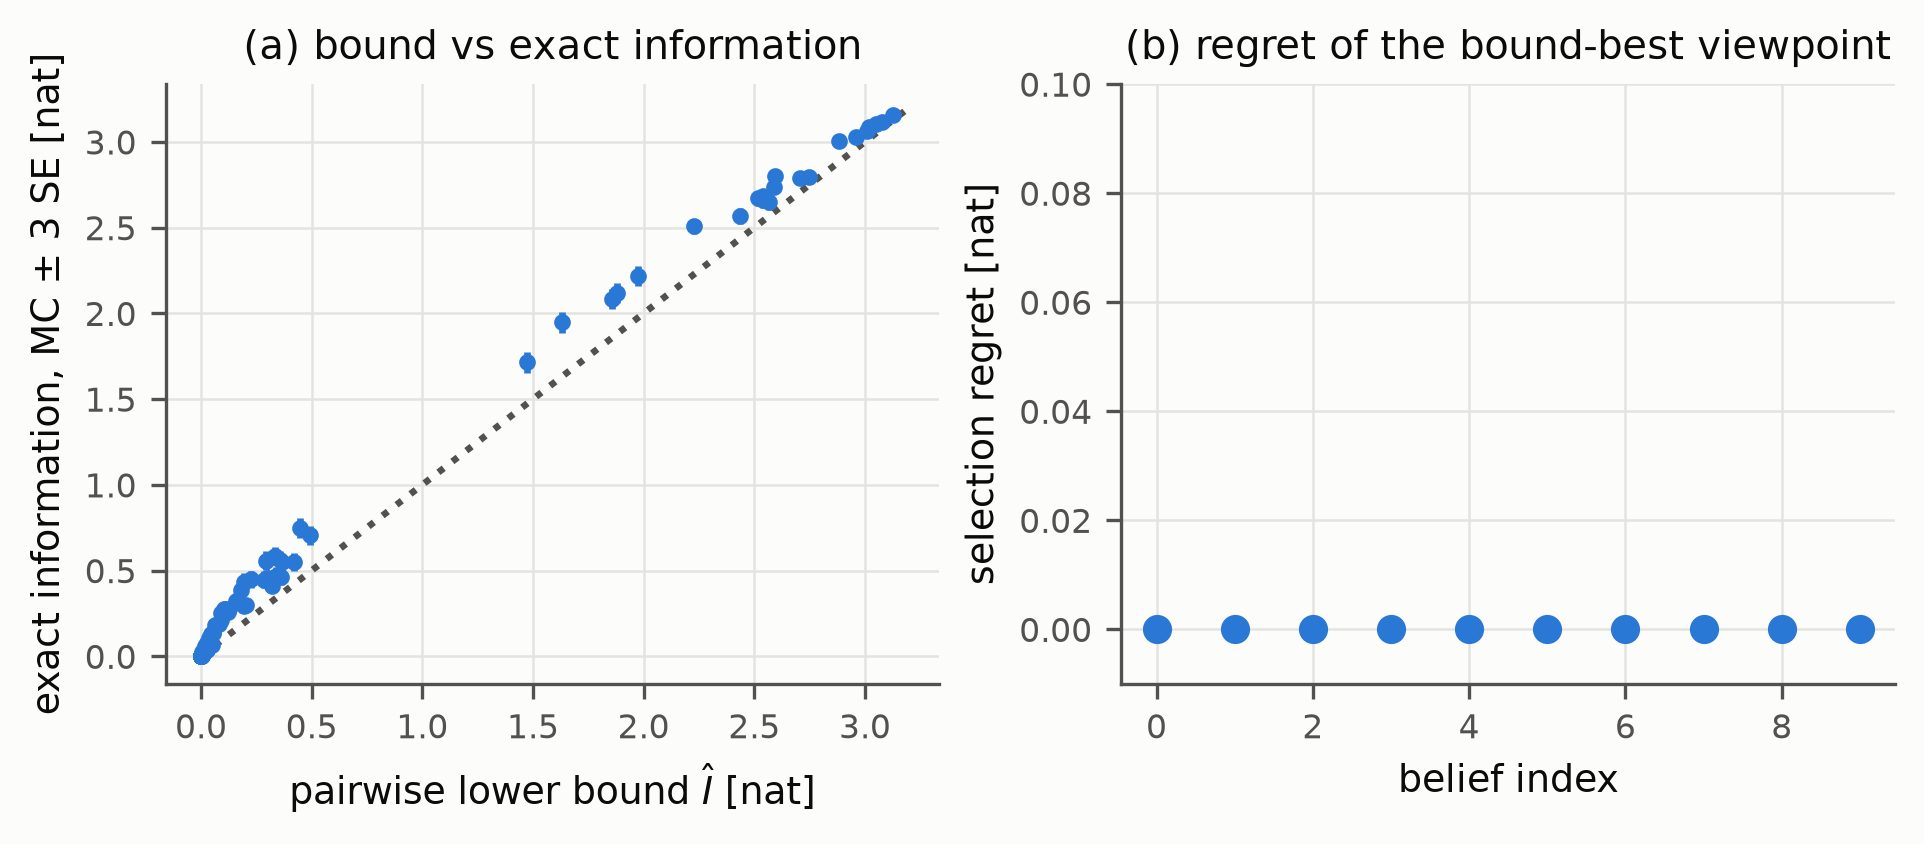 (a) bound vs exact information
exact information, MC ± 3 SE [nat]
3.0
2.5
2.0
1.5
1.0
0.5
0.0
0.0 0.5 1.0 1.5 2.0 2.5 3.0
pairwise lower bound Î [nat]
(b) regret of the bound-best viewpoint
selection regret [nat]
0.10
0.08
0.06
0.04
0.02
0.00
0 2 4 6 8
belief index